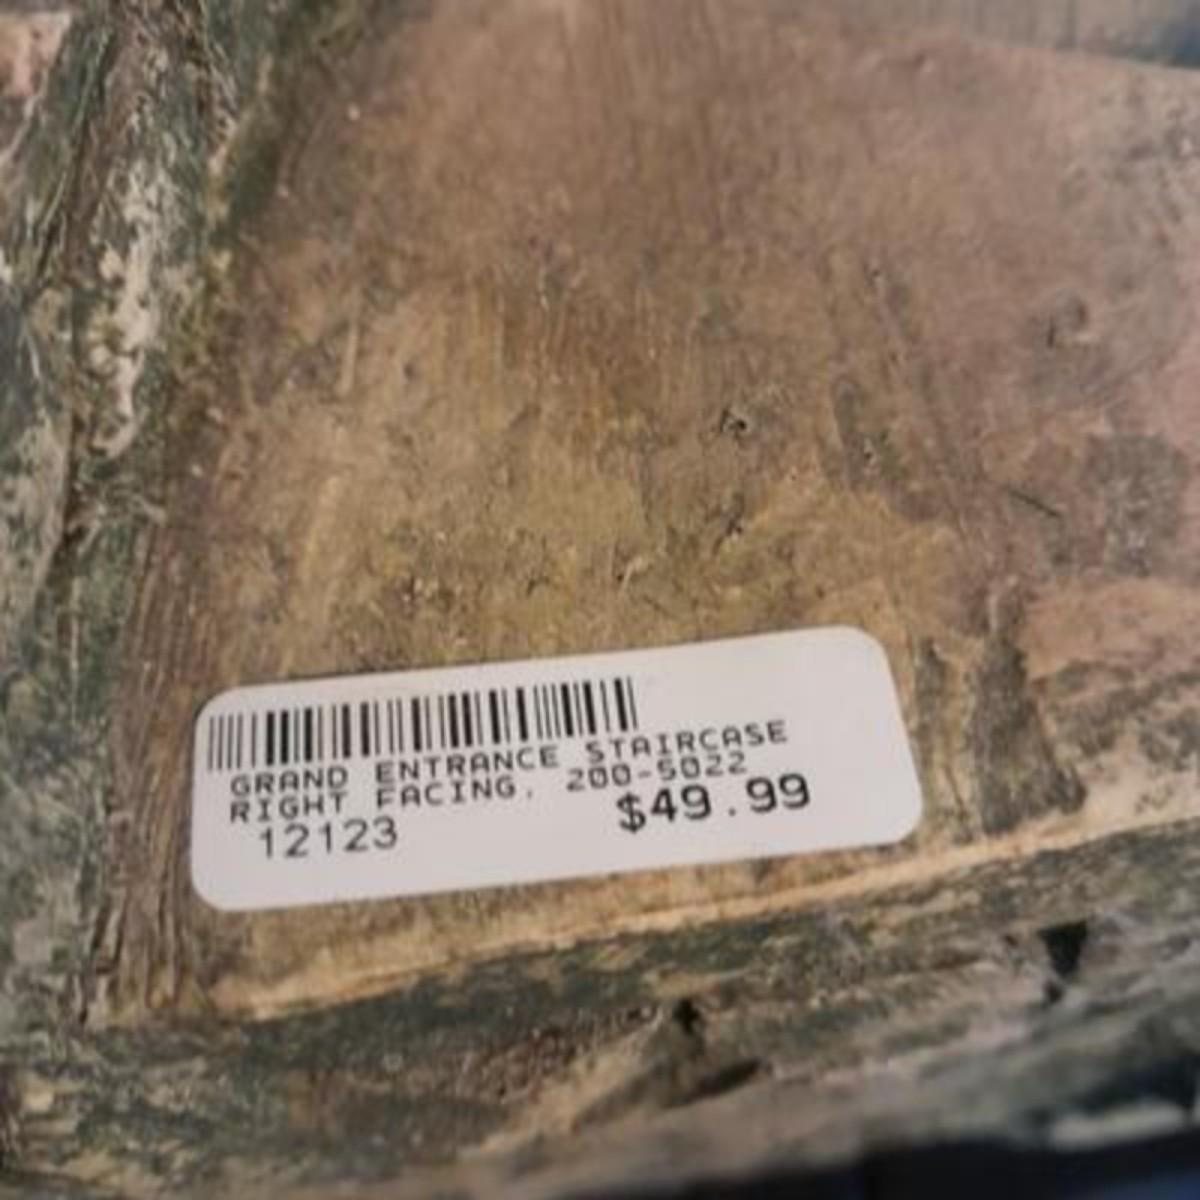 GRAND ENTRANCE STAIRCASE
RIGHT FACING. 200-5022
12123 $49.99